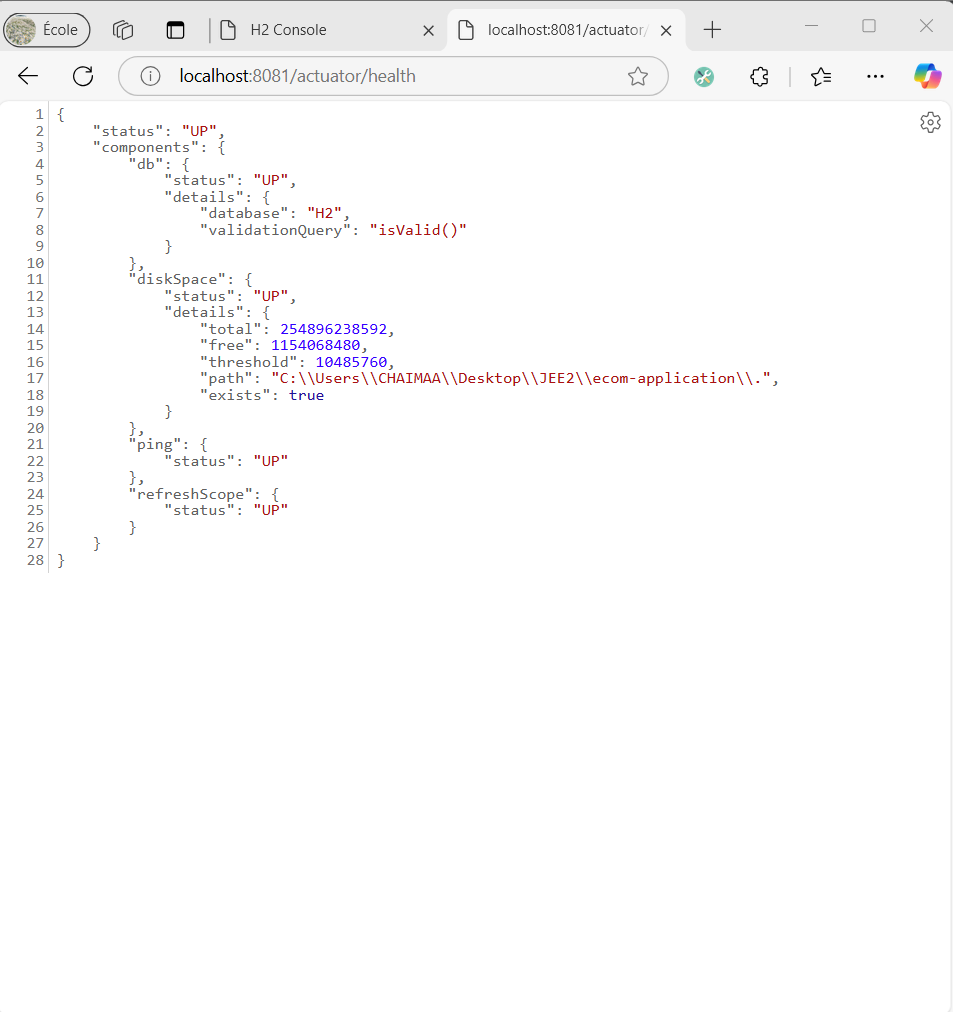 École
H2 Console
localhost:8081/actuator/
localhost:8081/actuator/health
1 {
2     "status": "UP",
3     "components": {
4         "db": {
5             "status": "UP",
6             "details": {
7                 "database": "H2",
8                 "validationQuery": "isValid()"
9             }
10         },
11         "diskSpace": {
12             "status": "UP",
13             "details": {
14                 "total": 254896238592,
15                 "free": 1154068480,
16                 "threshold": 10485760,
17                 "path": "C:\\Users\\CHAIMAA\\Desktop\\JEE2\\ecom-application\\.",
18                 "exists": true
19             }
20         },
21         "ping": {
22             "status": "UP"
23         },
24         "refreshScope": {
25             "status": "UP"
26         }
27     }
28 }